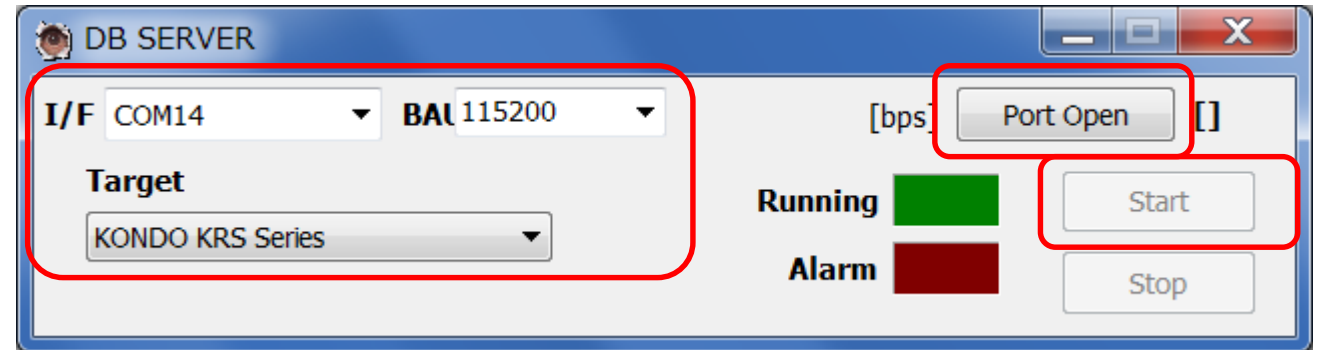 DB SERVER
I/F COM14 BAU 115200 [bps] Port Open []
Target
KONDO KRS Series
Running Start
Alarm Stop